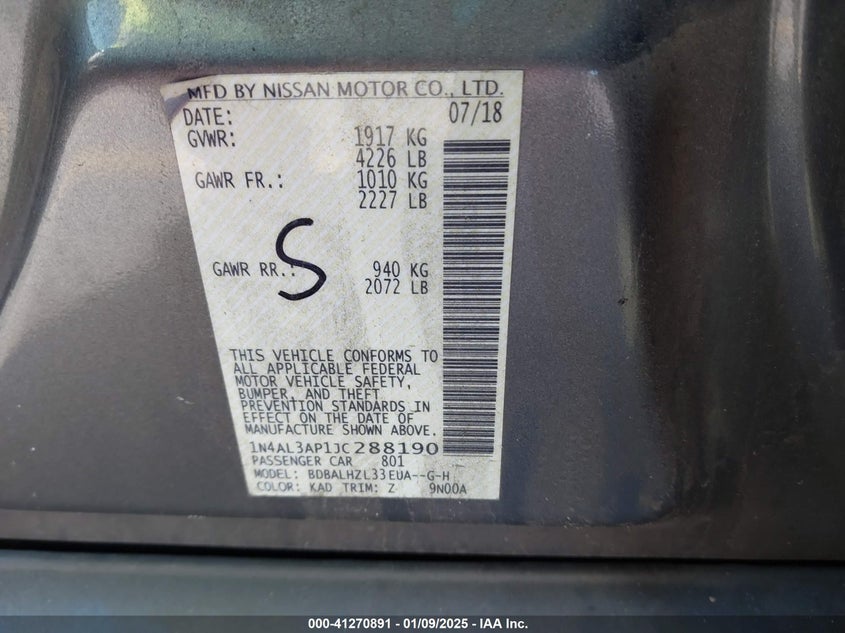 MFD BY NISSAN MOTOR CO., LTD.
DATE: 07/18
GVWR: 1917 KG
4226 LB
GAWR FR.: 1010 KG
2227 LB
S
GAWR RR.: 940 KG
2072 LB
THIS VEHICLE CONFORMS TO
ALL APPLICABLE FEDERAL
MOTOR VEHICLE SAFETY,
BUMPER, AND THEFT
PREVENTION STANDARDS IN
EFFECT ON THE DATE OF
MANUFACTURE SHOWN ABOVE.
1N4AL3AP1JC288190
PASSENGER CAR 801
MODEL: BDBALHZL33EUA--G-H
COLOR: KAD TRIM: Z 9N00A
000-41270891 - 01/09/2025 - IAA Inc.